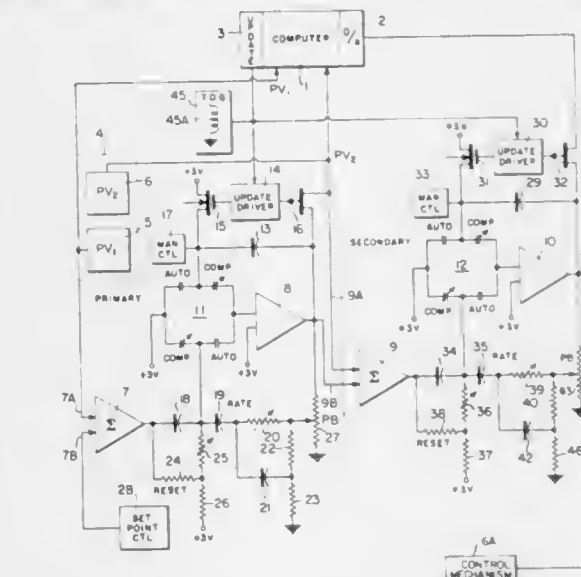 3
UPDATE
COMPUTER
D/A
2
PV1
1
45
T.D.G
45A
4
PV2
6
PV2
+3V
14
UPDATE
DRIVER
15
16
+3V
30
UPDATE
DRIVER
31
32
33
MAN
CTL
29
17
MAN
CTL
13
5
PV1
AUTO
COMP
PRIMARY
11
8
COMP
AUTO
+3V
+3V
SECONDARY
AUTO
COMP
12
10
COMP
AUTO
+3V
+3V
9A
9
7
7A
Σ
7B
18
19
RATE
20
9B
PB
27
22
24
RESET
25
21
23
26
+3V
2B
SET
POINT
CTL
Σ
34
35
RATE
36
39
PB
38
RESET
40
37
42
+3V
6A
CONTROL
MECHANISM